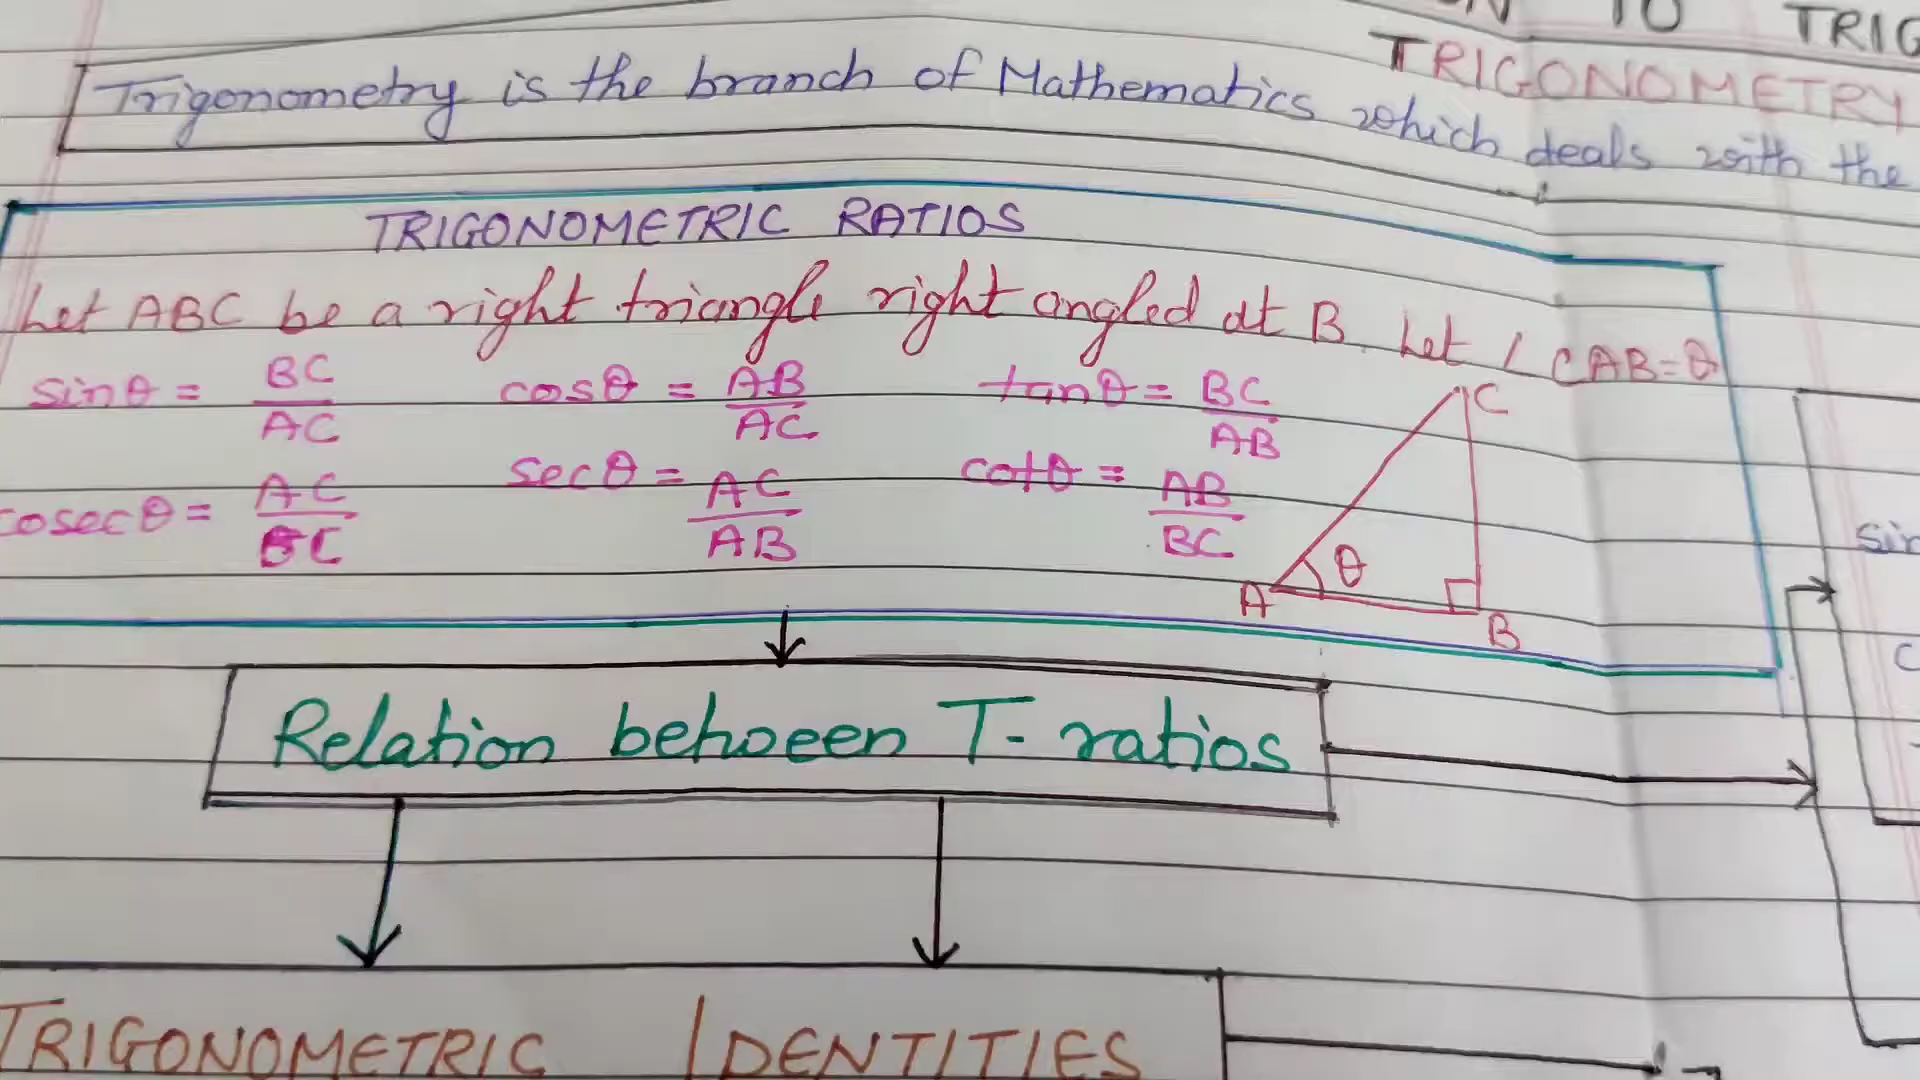 TO TRIG
TRIGONOMETRY
Trigonometry is the branch of Mathematics which deals with the
TRIGONOMETRIC RATIOS
Let ABC be a right triangle right angled at B. Let ∠CAB=θ
sinθ = BC/AC cosθ = AB/AC tanθ = BC/AB
cosecθ = AC/BC secθ = AC/AB cotθ = AB/BC
C
θ
A
B
Relation between T-ratios
TRIGONOMETRIC IDENTITIES